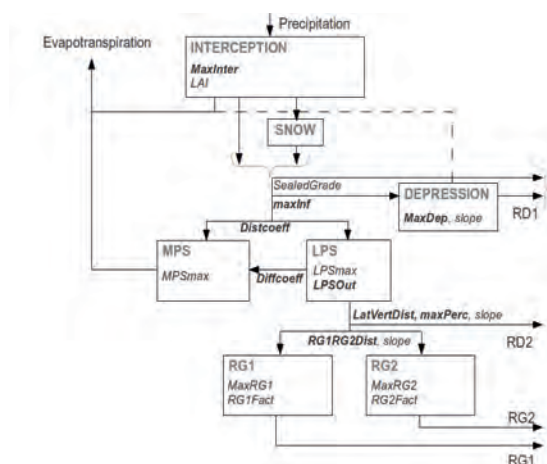 Precipitation
Evapotranspiration
INTERCEPTION
MaxInter
LAI
SNOW
SealedGrade
maxInf
DEPRESSION
MaxDep, slope
RD1
Distcoeff
MPS
MPSmax
Diffcoeff
LPS
LPSmax
LPSOut
LatVertDist, maxPerc, slope
RD2
RG1RG2Dist, slope
RG1
MaxRG1
RG1Fact
RG2
MaxRG2
RG2Fact
RG2
RG1